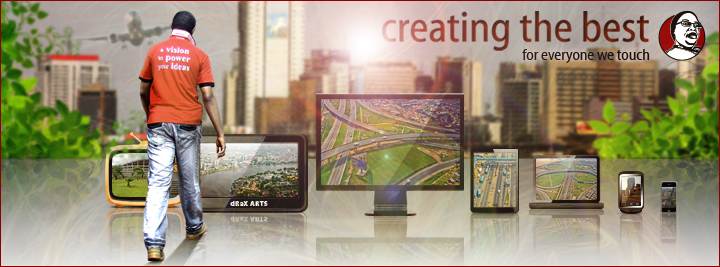 creating the best
for everyone we touch
a vision
to power
your ideas
dRaX ARTS